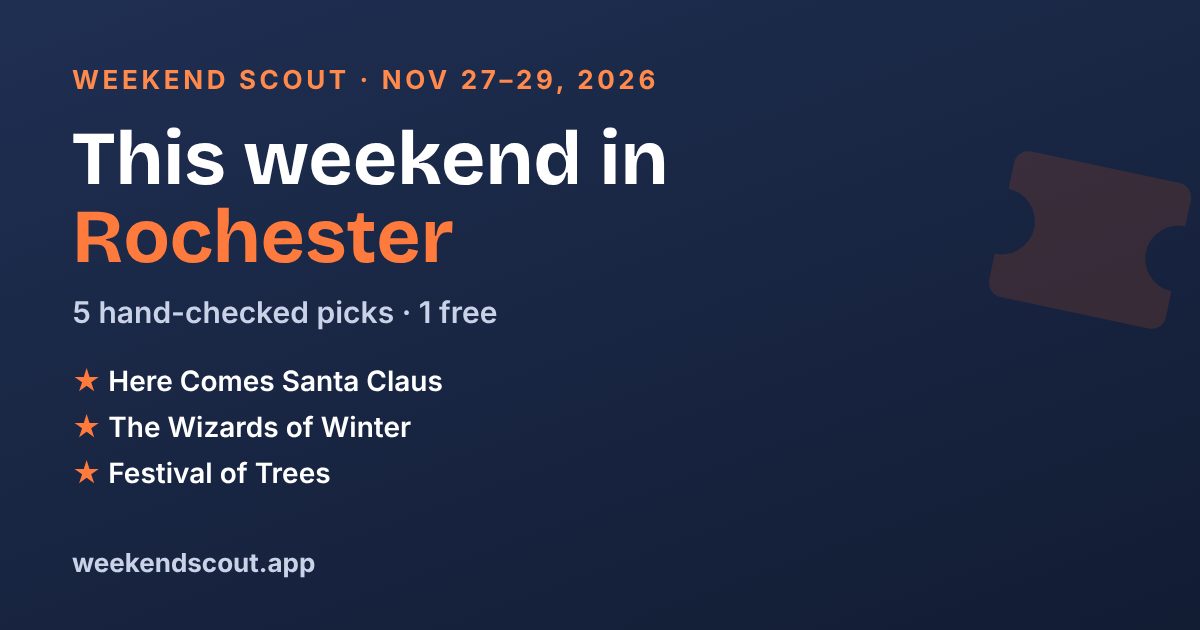 WEEKEND SCOUT · NOV 27–29, 2026
This weekend in
Rochester
5 hand-checked picks · 1 free
★ Here Comes Santa Claus
★ The Wizards of Winter
★ Festival of Trees
weekendscout.app